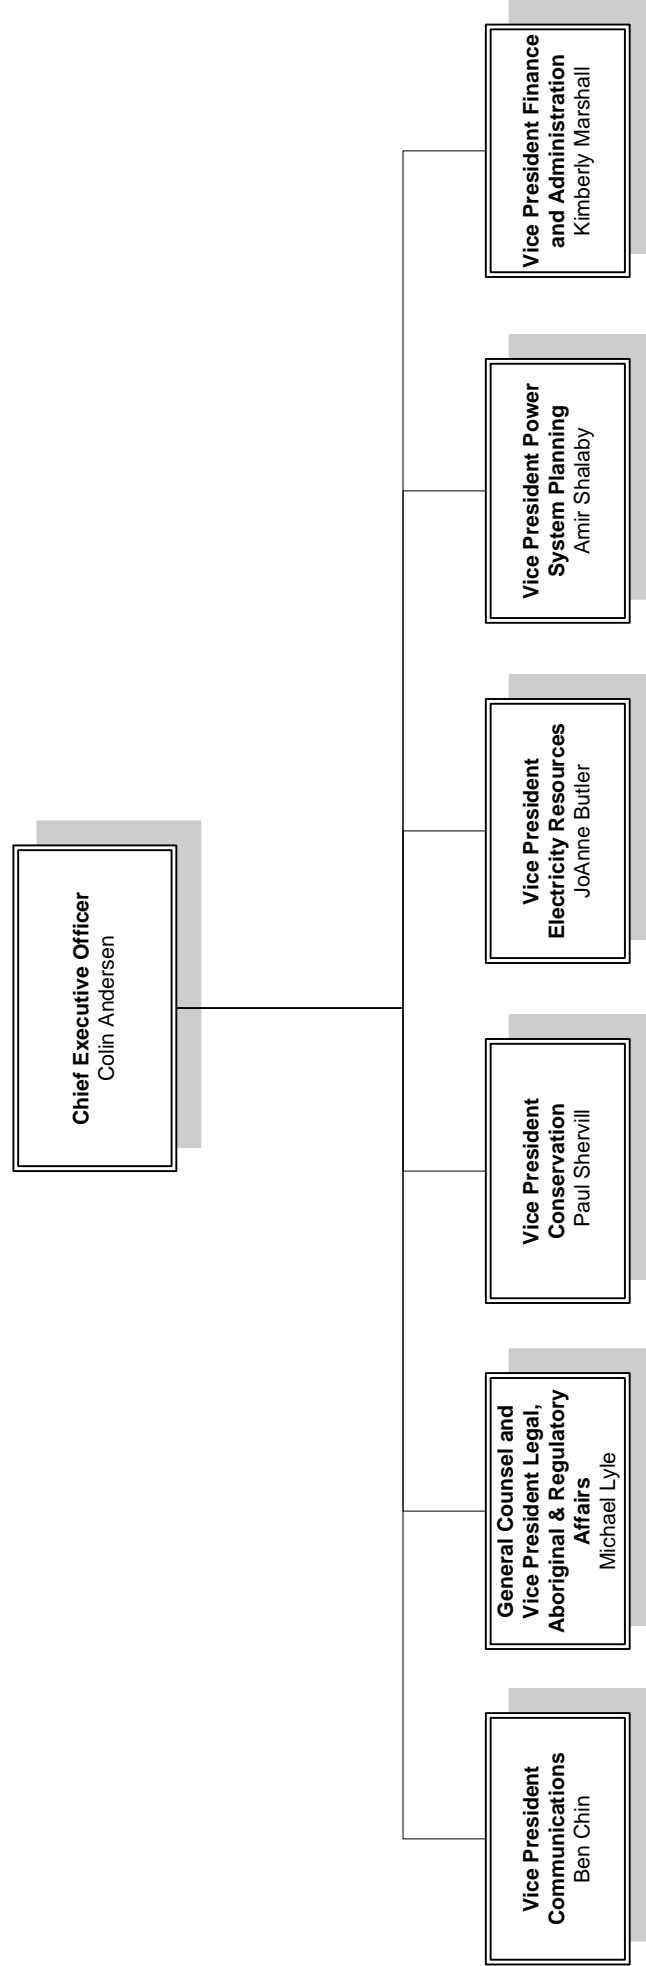 Chief Executive Officer
Colin Andersen
Vice President
Communications
Ben Chin
General Counsel and
Vice President Legal,
Aboriginal & Regulatory
Affairs
Michael Lyle
Vice President
Conservation
Paul Shervill
Vice President
Electricity Resources
JoAnne Butler
Vice President Power
System Planning
Amir Shalaby
Vice President Finance
and Administration
Kimberly Marshall